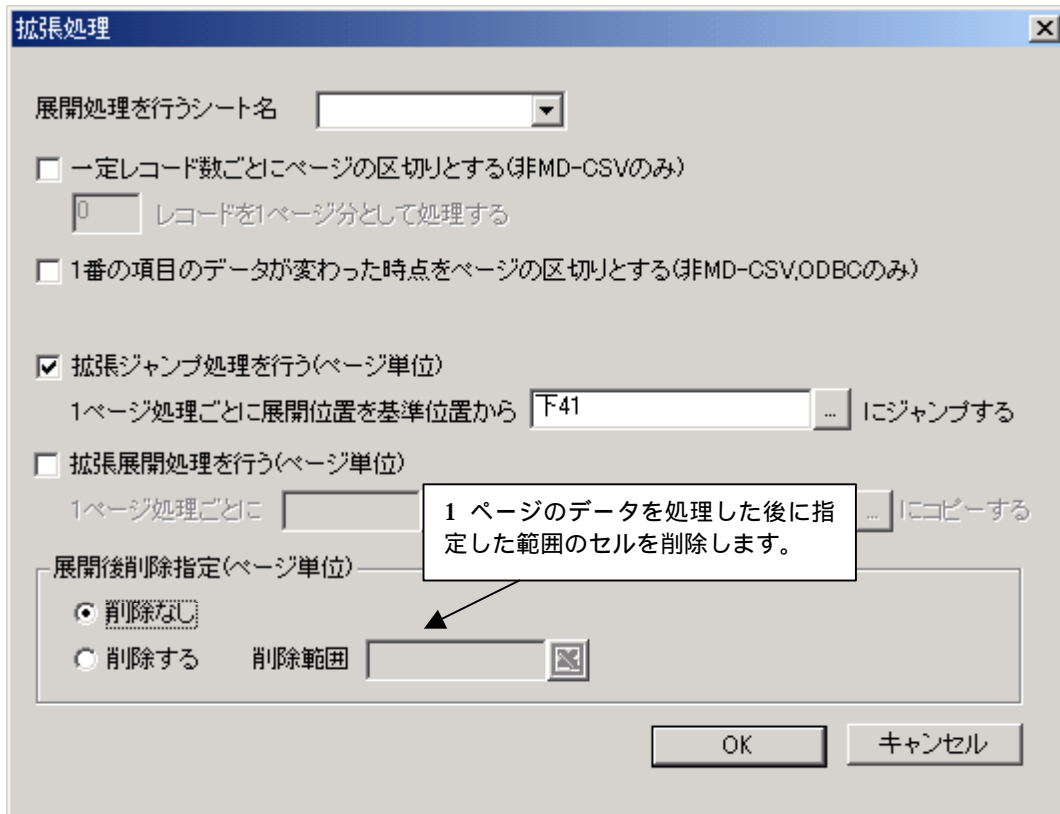 拡張処理
展開処理を行うシート名
一定レコード数ごとにページの区切りとする(非MD-CSVのみ)
0 レコードを1ページ分として処理する
1番の項目のデータが変わった時点をページの区切りとする(非MD-CSV,ODBCのみ)
拡張ジャンプ処理を行う(ページ単位)
1ページ処理ごとに展開位置を基準位置から 下41 ... にジャンプする
拡張展開処理を行う(ページ単位)
1ページ処理ごとに ... にコピーする
1 ページのデータを処理した後に指
定した範囲のセルを削除します。
展開後削除指定(ページ単位)
削除なし
削除する 削除範囲
OK キャンセル